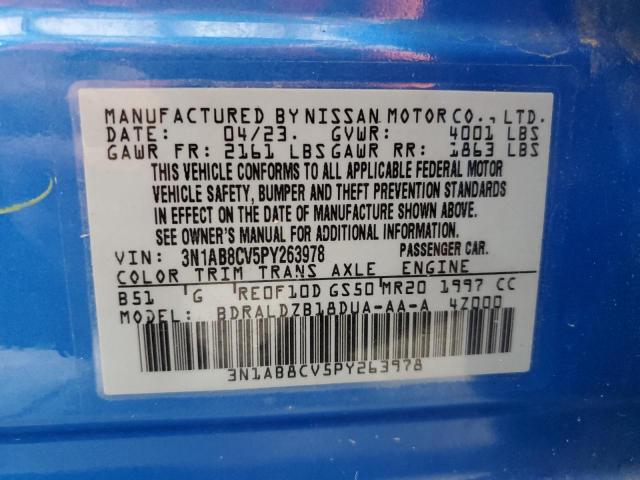 MANUFACTURED BY NISSAN MOTOR CO., LTD.
DATE: 04/23. GVWR: 4001 LBS
GAWR FR: 2161 LBS GAWR RR: 1863 LBS
THIS VEHICLE CONFORMS TO ALL APPLICABLE FEDERAL MOTOR
VEHICLE SAFETY, BUMPER AND THEFT PREVENTION STANDARDS
IN EFFECT ON THE DATE OF MANUFACTURE SHOWN ABOVE.
SEE OWNER'S MANUAL FOR ADDITIONAL INFORMATION.
VIN: 3N1AB8CV5PY263978 PASSENGER CAR.
COLOR TRIM TRANS AXLE ENGINE
B51 G RE0F10D GS50 MR20 1997 CC
MODEL: BDRALDZB18DUA-AA-A 4Z000
3N1AB8CV5PY263978